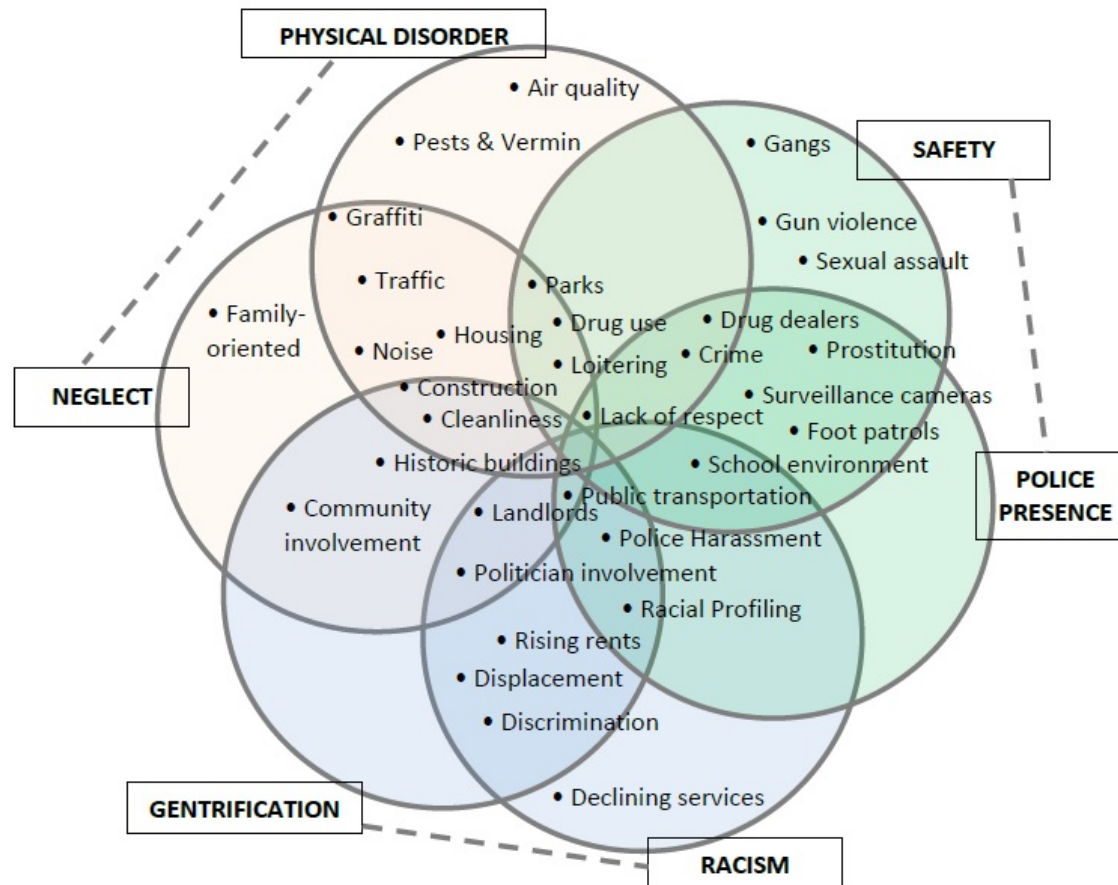 PHYSICAL DISORDER
• Air quality
• Pests & Vermin
• Gangs
SAFETY
• Graffiti
• Gun violence
• Sexual assault
• Traffic
• Parks
• Family-
oriented
• Drug use
• Drug dealers
• Housing
• Noise
• Loitering
• Crime
• Prostitution
NEGLECT
• Construction
• Surveillance cameras
• Cleanliness
• Lack of respect
• Foot patrols
• Historic buildings
• School environment
POLICE
PRESENCE
• Public transportation
• Community
involvement
• Landlords
• Police Harassment
• Politician involvement
• Racial Profiling
• Rising rents
• Displacement
• Discrimination
• Declining services
GENTRIFICATION
RACISM